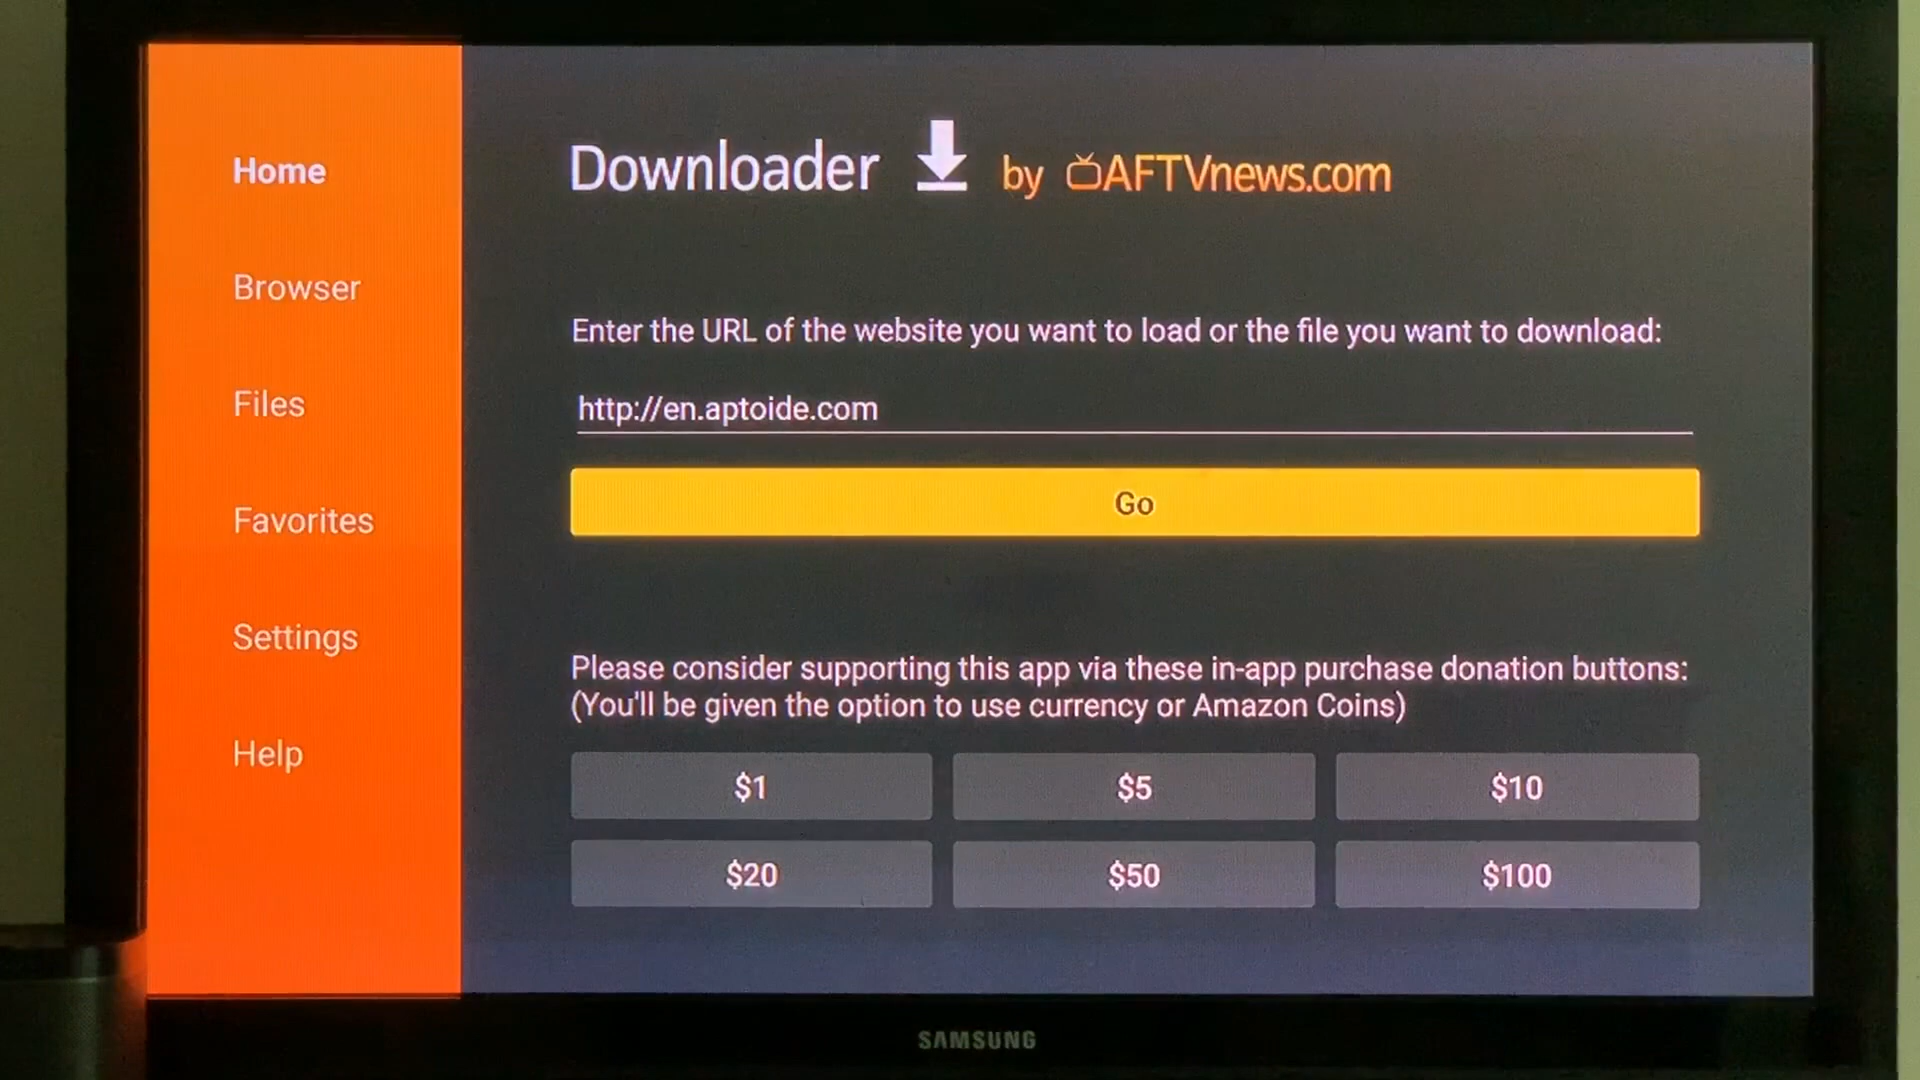 Home
Browser
Files
Favorites
Settings
Help
Downloader by AFTVnews.com
Enter the URL of the website you want to load or the file you want to download:
http://en.aptoide.com
Go
Please consider supporting this app via these in-app purchase donation buttons:
(You'll be given the option to use currency or Amazon Coins)
$1 $5 $10
$20 $50 $100
SAMSUNG